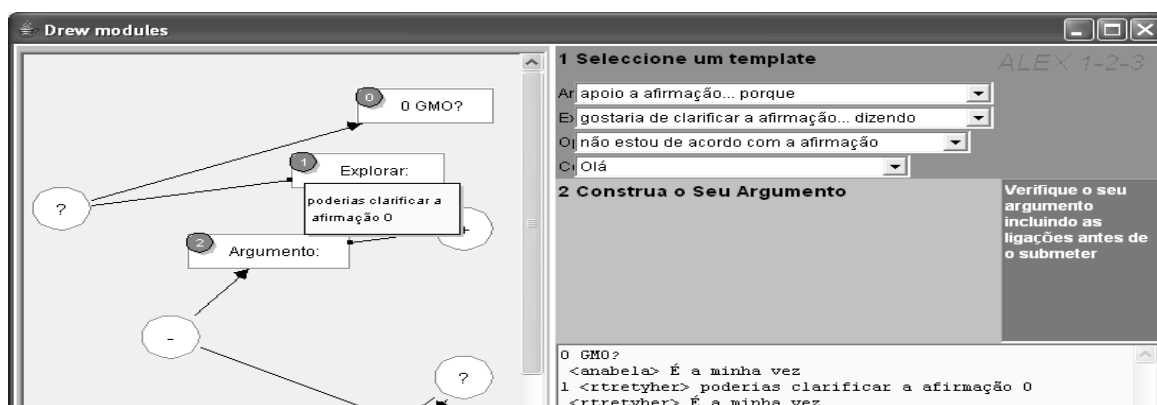 Drew modules
0
0 GMO?
1
Explorar:
poderias clarificar a
afirmação 0
?
+
2
Argumento:
-
?
1 Seleccione um template
ALEX 1-2-3
Ar apoio a afirmação... porque
Ex gostaria de clarificar a afirmação... dizendo
O não estou de acordo com a afirmação
C Olá
2 Construa o Seu Argumento
Verifique o seu
argumento
incluindo as
ligações antes de
o submeter
0 GMO?
<anabela> É a minha vez
1 <rtretyher> poderias clarificar a afirmação 0
<rtretyher> É a minha vez